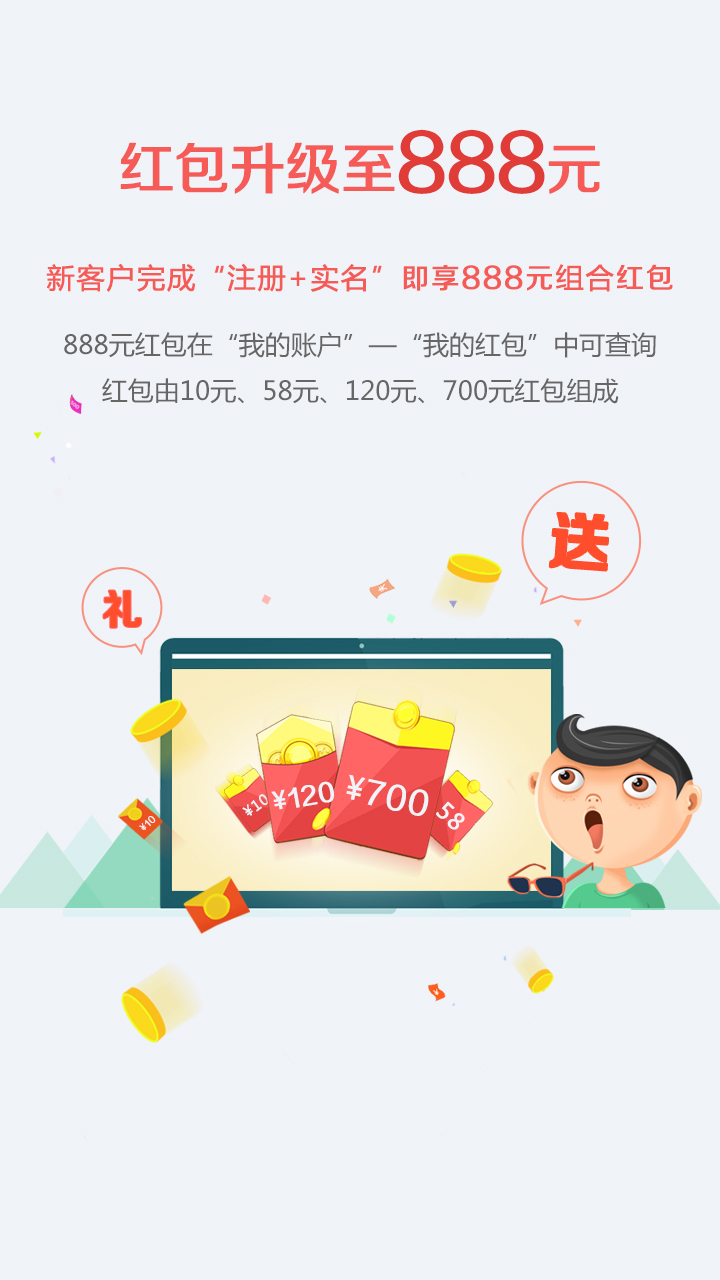 红包升级至888元
新客户完成“注册+实名”即享888元组合红包
888元红包在“我的账户”—“我的红包”中可查询
红包由10元、58元、120元、700元红包组成
送
礼
¥10
¥120
¥700
58
¥10